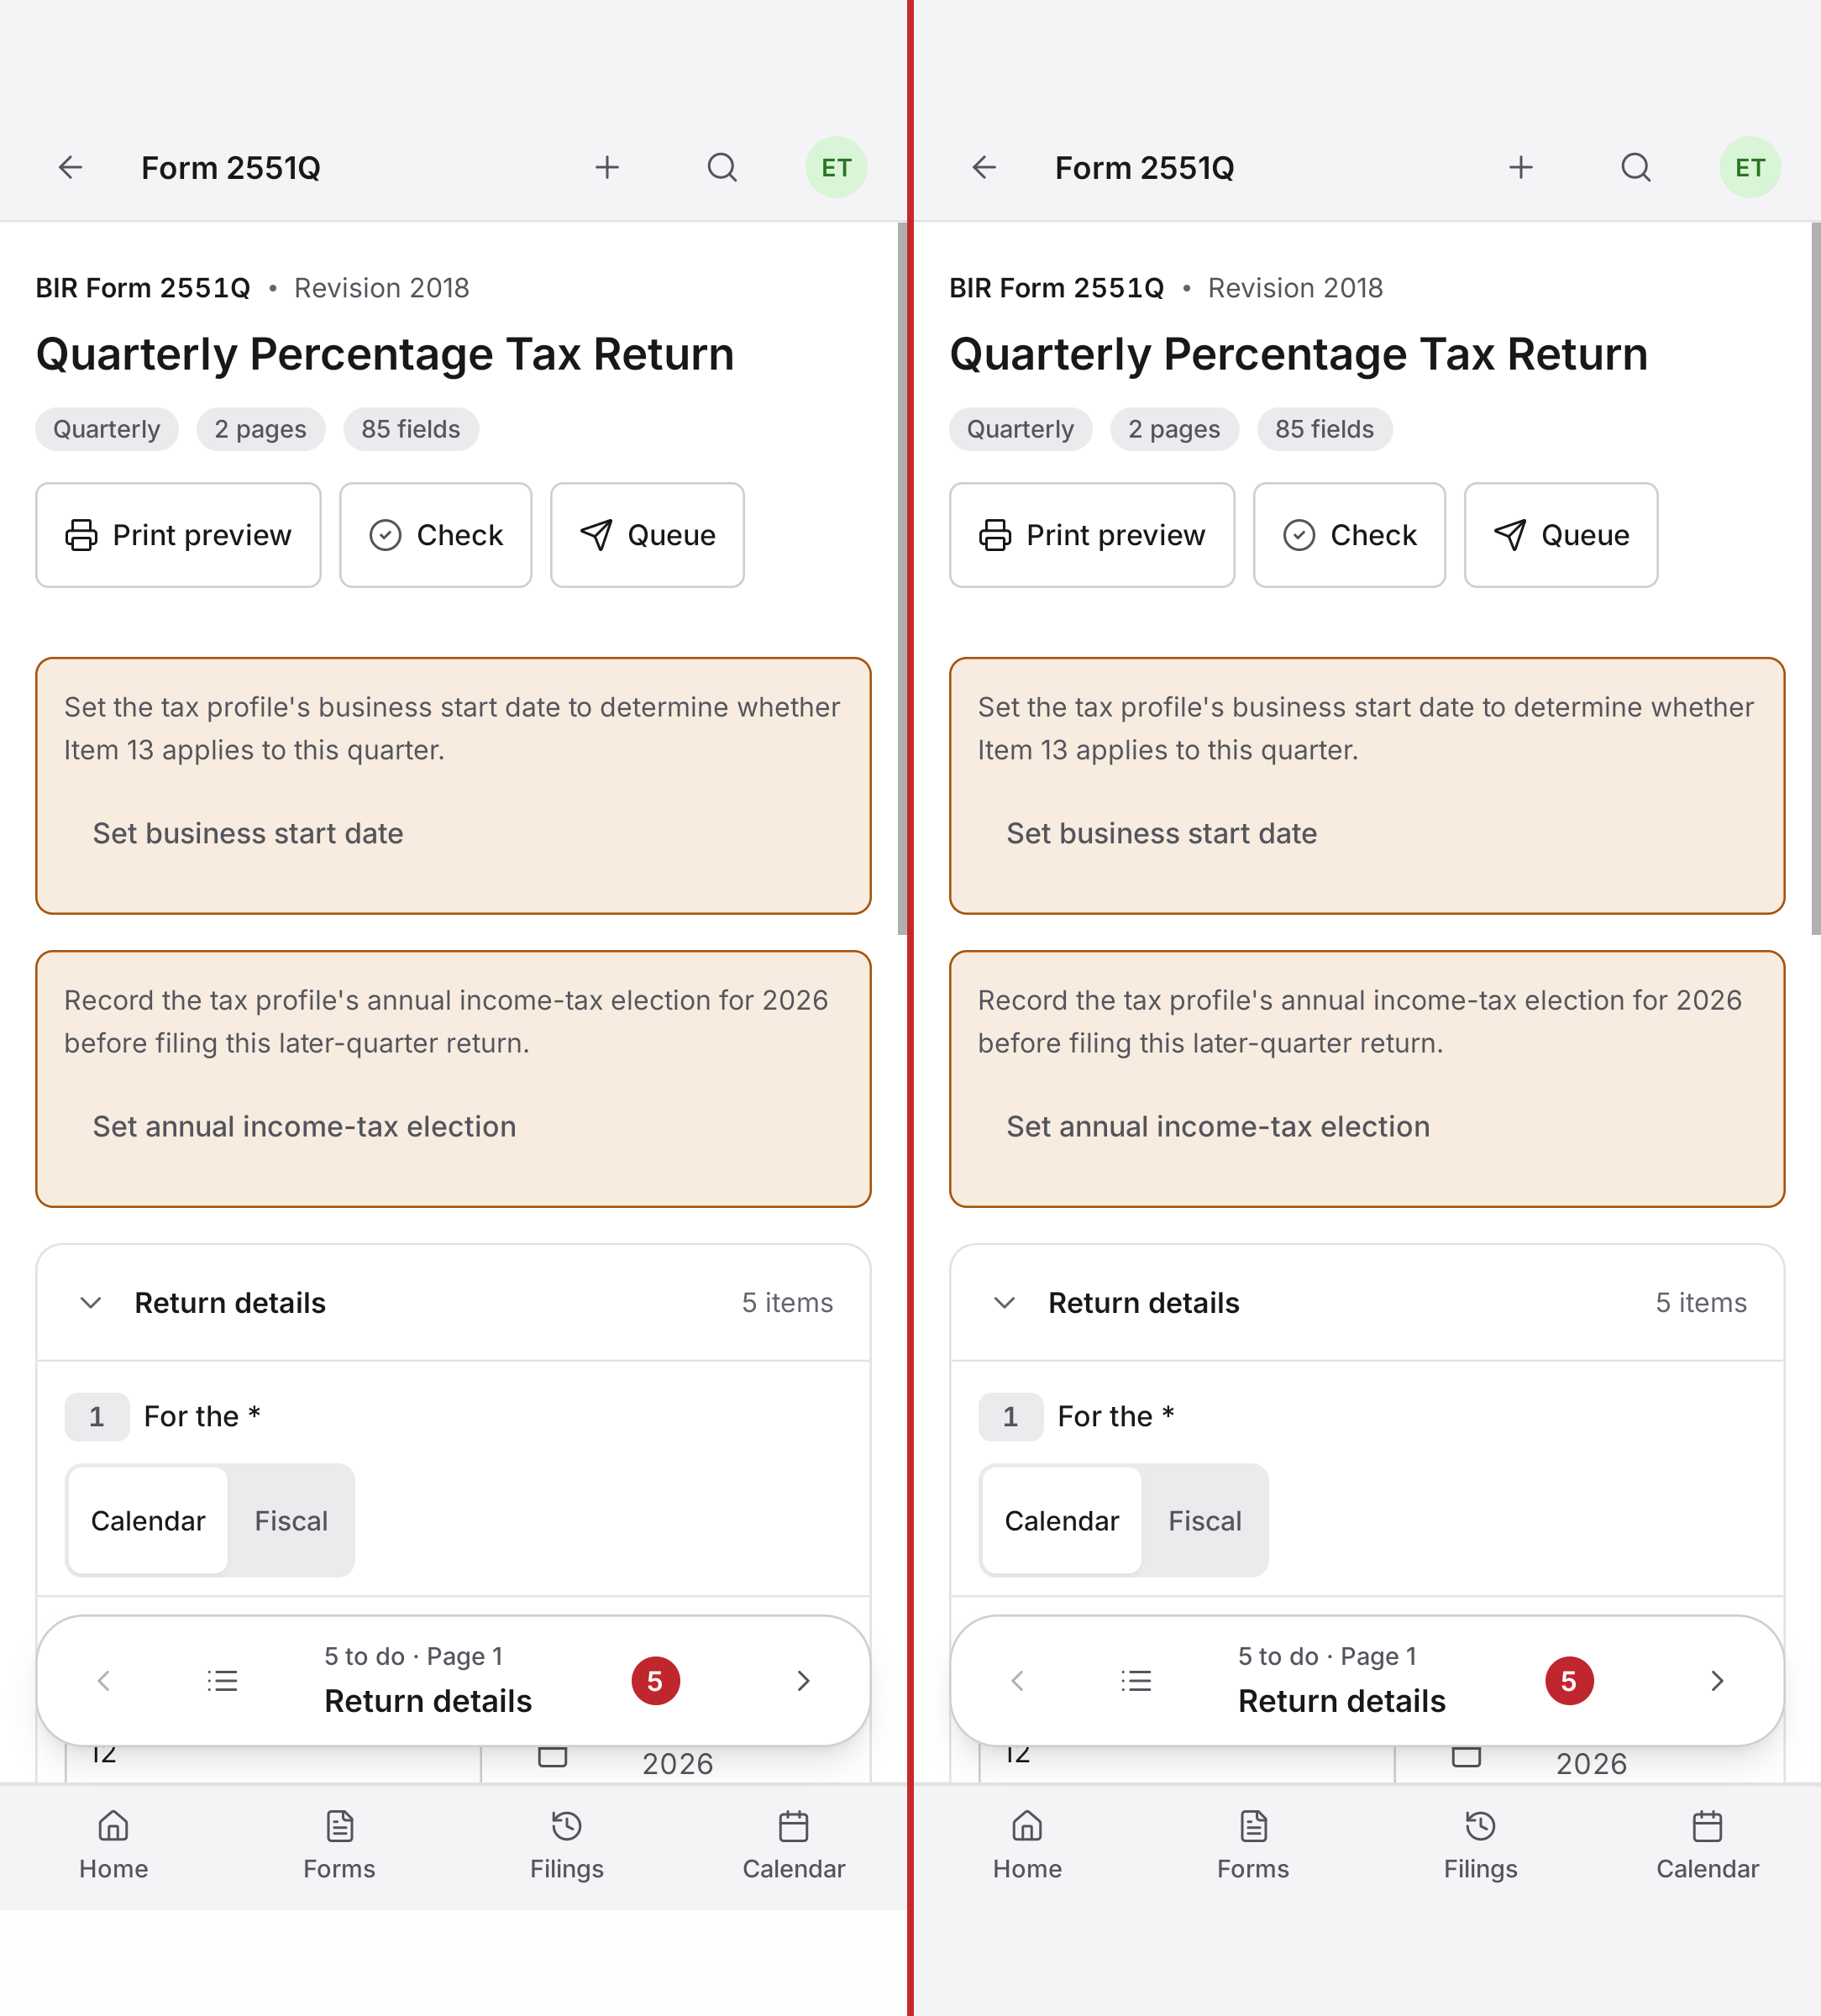 Form 2551Q
ET
BIR Form 2551Q • Revision 2018
Quarterly Percentage Tax Return
Quarterly 2 pages 85 fields
Print preview Check Queue
Set the tax profile's business start date to determine whether
Item 13 applies to this quarter.
Set business start date
Record the tax profile's annual income-tax election for 2026
before filing this later-quarter return.
Set annual income-tax election
Return details 5 items
1 For the *
Calendar Fiscal
5 to do · Page 1
Return details
5
12 2026
Home Forms Filings Calendar
Form 2551Q
ET
BIR Form 2551Q • Revision 2018
Quarterly Percentage Tax Return
Quarterly 2 pages 85 fields
Print preview Check Queue
Set the tax profile's business start date to determine whether
Item 13 applies to this quarter.
Set business start date
Record the tax profile's annual income-tax election for 2026
before filing this later-quarter return.
Set annual income-tax election
Return details 5 items
1 For the *
Calendar Fiscal
5 to do · Page 1
Return details
5
12 2026
Home Forms Filings Calendar